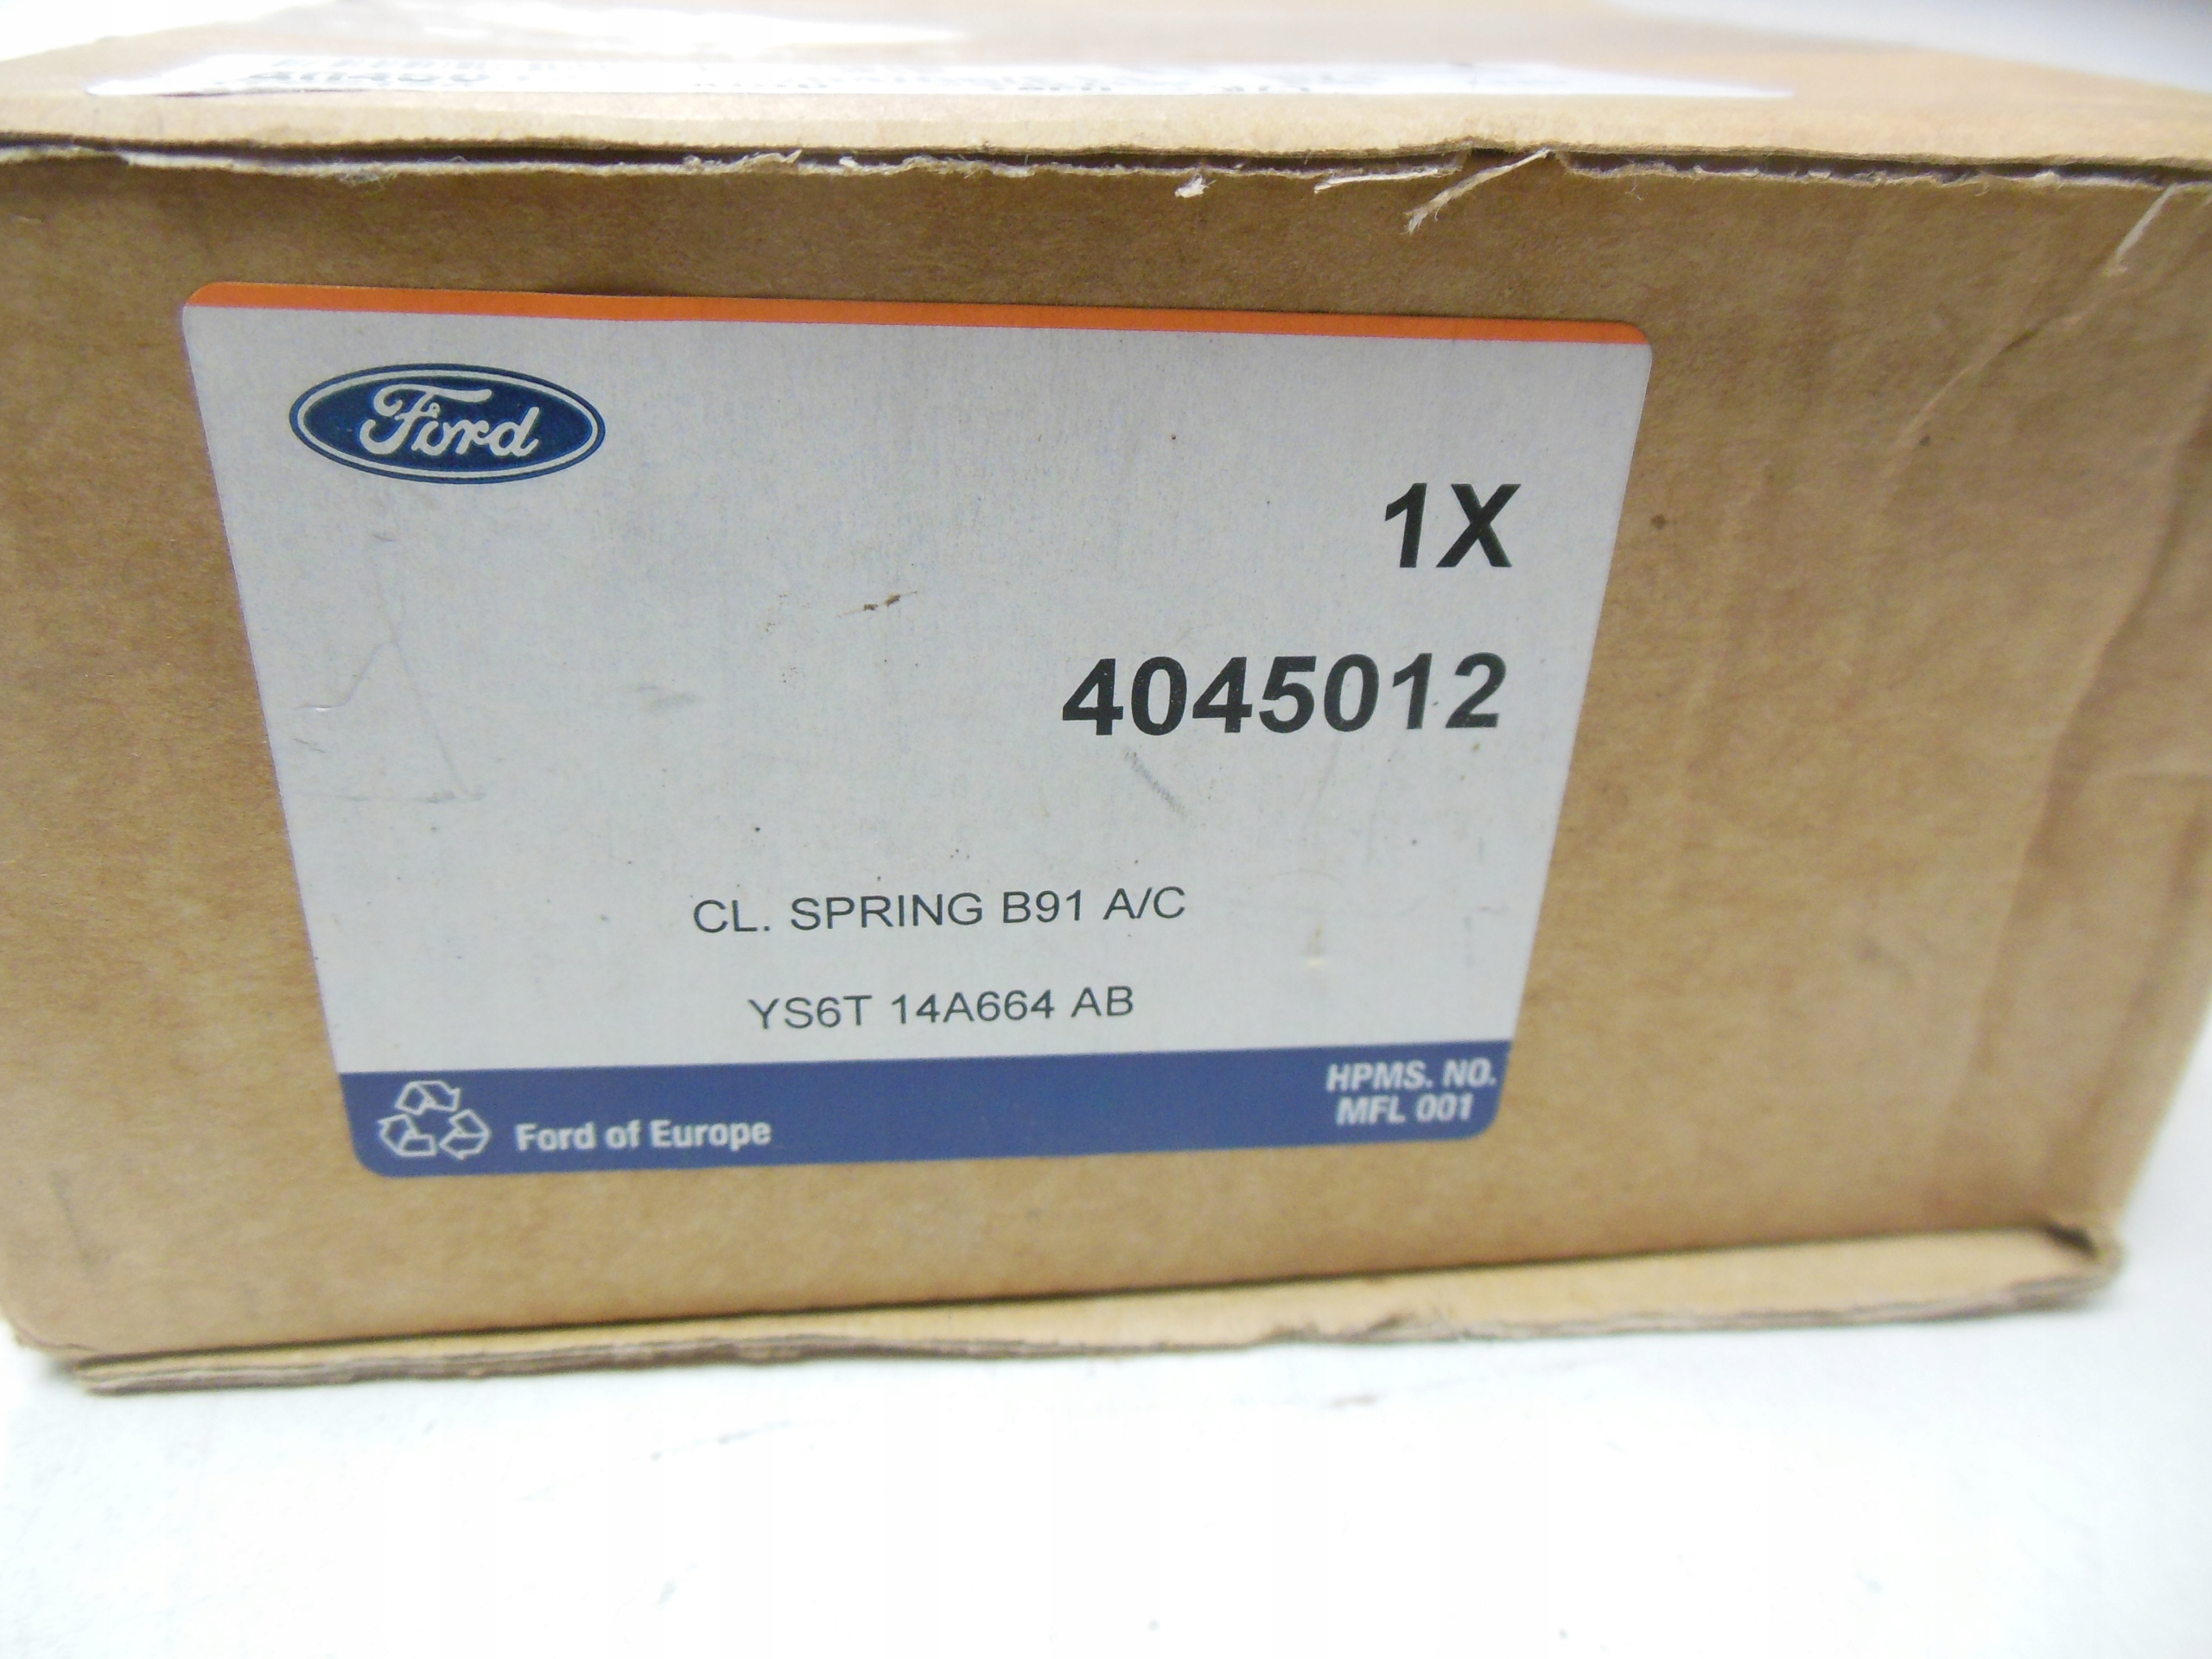 Ford
1X
4045012
CL. SPRING B91 A/C
YS6T 14A664 AB
HPMS. NO.
MFL 001
Ford of Europe